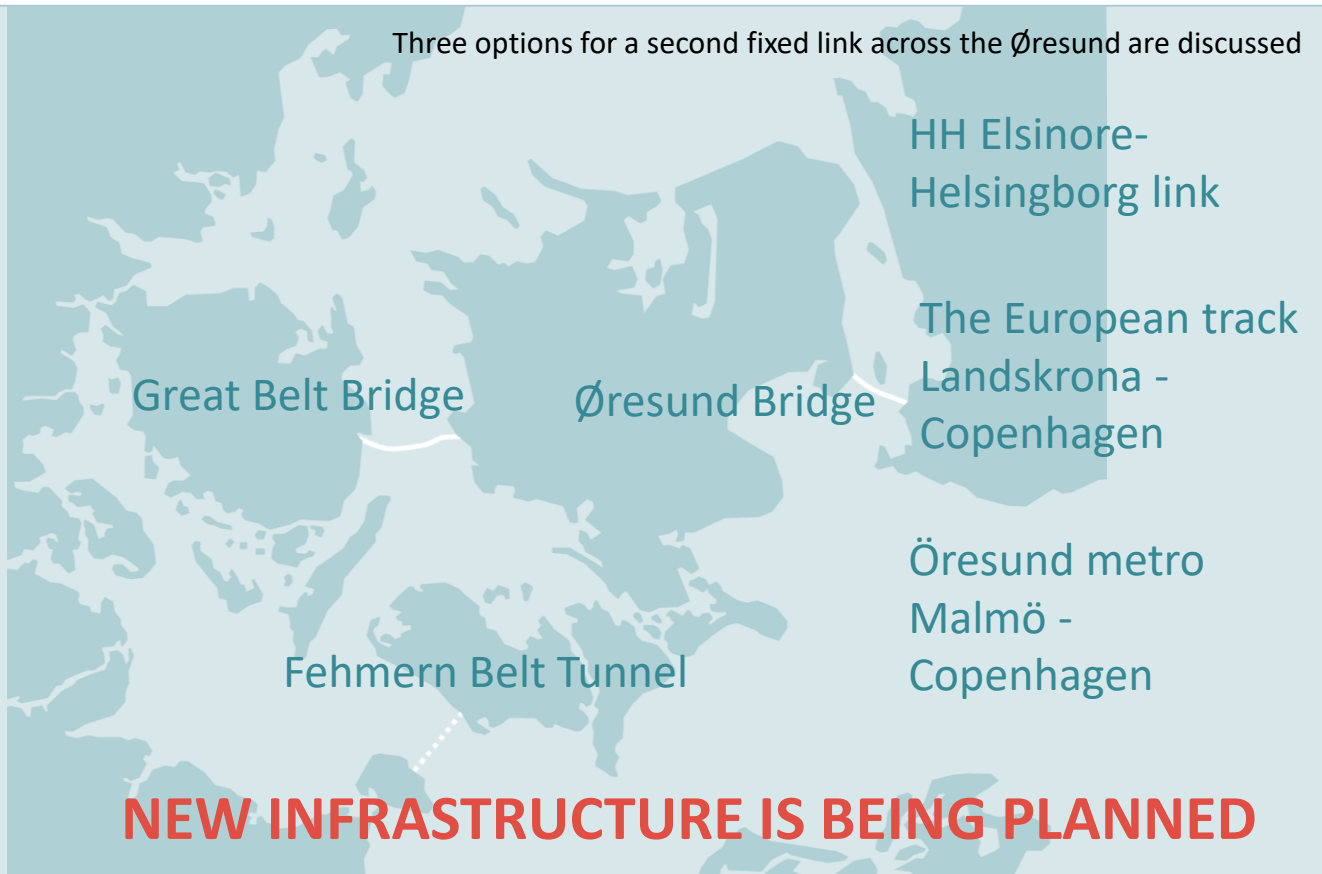 Three options for a second fixed link across the Øresund are discussed
HH Elsinore-
Helsingborg link
The European track
Landskrona -
Copenhagen
Great Belt Bridge
Øresund Bridge
Öresund metro
Malmö -
Copenhagen
Fehmern Belt Tunnel
NEW INFRASTRUCTURE IS BEING PLANNED